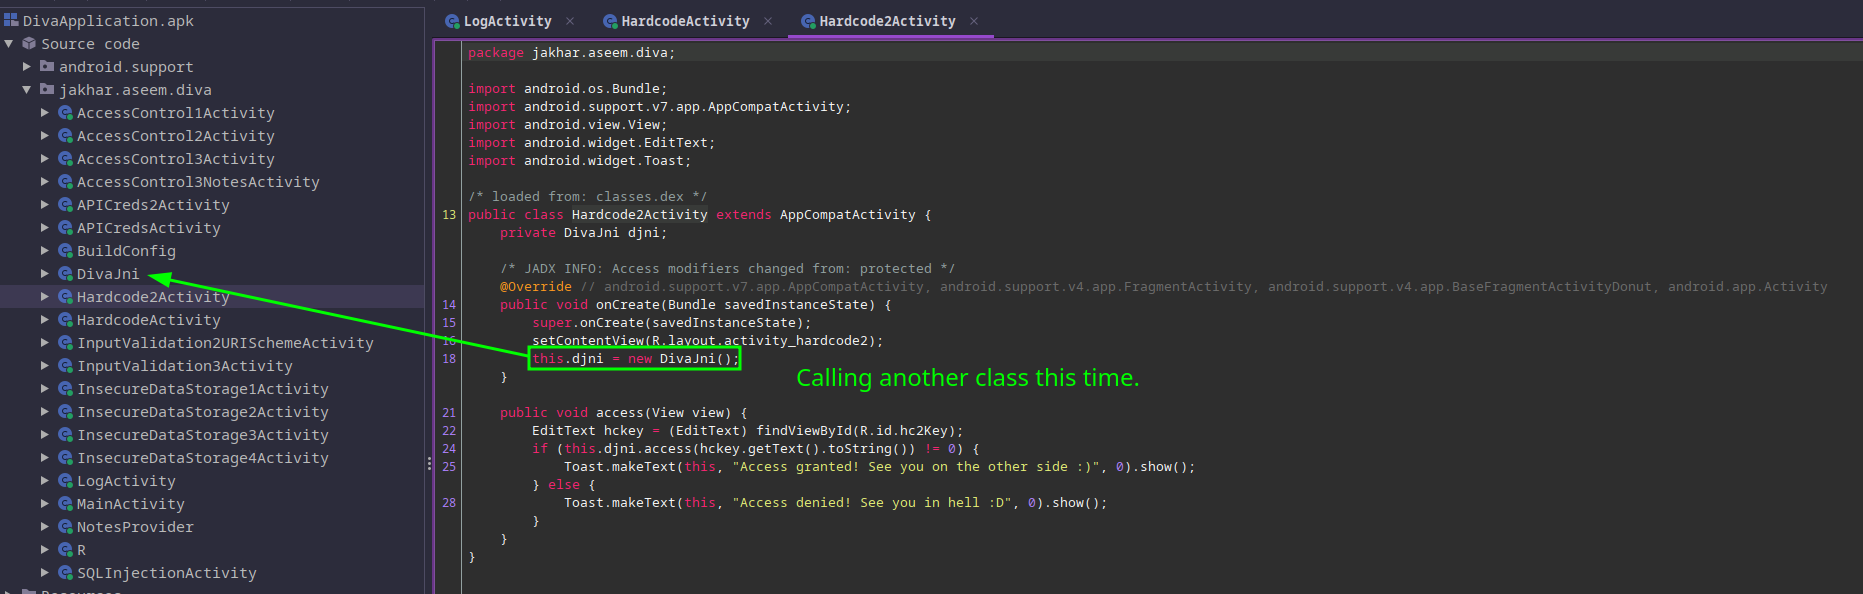 DivaApplication.apk
Source code
android.support
jakhar.aseem.diva
AccessControl1Activity
AccessControl2Activity
AccessControl3Activity
AccessControl3NotesActivity
APICreds2Activity
APICredsActivity
BuildConfig
DivaJni
Hardcode2Activity
HardcodeActivity
InputValidation2URISchemeActivity
InputValidation3Activity
InsecureDataStorage1Activity
InsecureDataStorage2Activity
InsecureDataStorage3Activity
InsecureDataStorage4Activity
LogActivity
MainActivity
NotesProvider
R
SQLInjectionActivity
Resources
LogActivity × HardcodeActivity × Hardcode2Activity ×
package jakhar.aseem.diva;
import android.os.Bundle;
import android.support.v7.app.AppCompatActivity;
import android.view.View;
import android.widget.EditText;
import android.widget.Toast;
/* loaded from: classes.dex */
13 public class Hardcode2Activity extends AppCompatActivity {
private DivaJni djni;
/* JADX INFO: Access modifiers changed from: protected */
@Override // android.support.v7.app.AppCompatActivity, android.support.v4.app.FragmentActivity, android.support.v4.app.BaseFragmentActivityDonut, android.app.Activity
14 public void onCreate(Bundle savedInstanceState) {
15 super.onCreate(savedInstanceState);
16 setContentView(R.layout.activity_hardcode2);
18 this.djni = new DivaJni();
}
Calling another class this time.
21 public void access(View view) {
22 EditText hckey = (EditText) findViewById(R.id.hc2Key);
24 if (this.djni.access(hckey.getText().toString()) != 0) {
25 Toast.makeText(this, "Access granted! See you on the other side :)", 0).show();
} else {
28 Toast.makeText(this, "Access denied! See you in hell :D", 0).show();
}
}
}